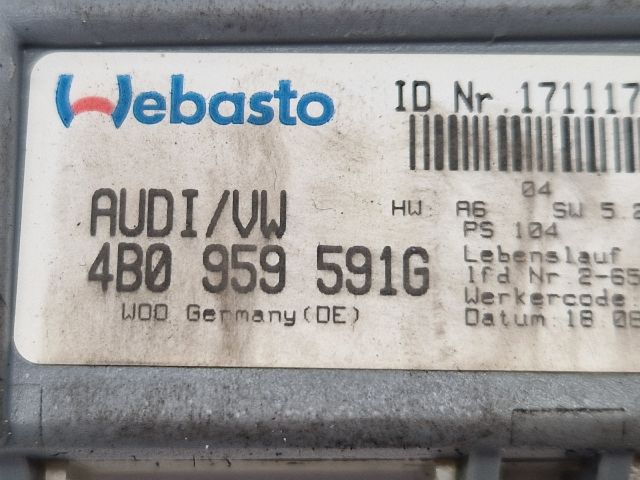 Webasto
ID Nr. 171117
04
HW: A6 SW 5.2
PS 104
AUDI/VW
4B0 959 591G
WOO Germany(DE)
Lebenslauf
lfd Nr 2-65
Werkercode
Datum 18 08